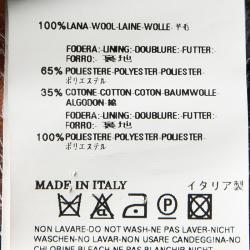 100% LANA-WOOL-LAINE-WOLLE-羊毛
FODERA:-LINING:-DOUBLURE:-FUTTER:-
FORRO:- 裏地
65% POLIESTERE-POLYESTER-POLIESTER-
ポリエステル
35% COTONE-COTTON-COTON-BAUMWOLLE
ALGODON-綿
FODERA:-LINING:-DOUBLURE:-FUTTER:-
FORRO:- 裏地
100% POLIESTERE-POLYESTER-POLIESTER-
ポリエステル
MADE IN ITALY イタリア製
P
NON LAVARE-DO NOT WASH-NE PAS LAVER-NICHT
WASCHEN-NO LAVAR-NON USARE CANDEGGINA-NO
CHLORINE BLEACH-NE PAS BLANCHIR-NICHT